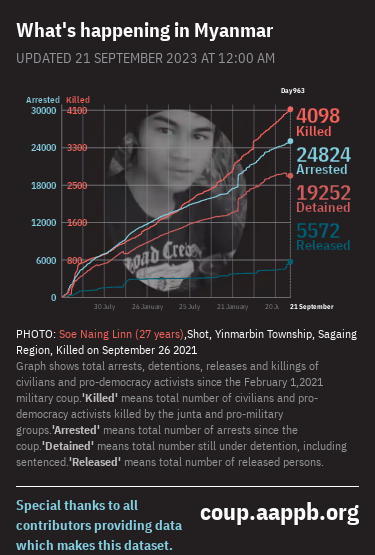 What's happening in Myanmar
UPDATED 21 SEPTEMBER 2023 AT 12:00 AM
Day963
Arrested Killed
30000 4100
24000 3300
18000 2500
12000 1600
6000 800
0
4098
Killed
24824
Arrested
19252
Detained
5572
Released
Road Crew
30 July 26 January 25 July 21 January 20 21 September
PHOTO: Soe Naing Linn (27 years),Shot, Yinmarbin Township, Sagaing
Region, Killed on September 26 2021
Graph shows total arrests, detentions, releases and killings of
civilians and pro-democracy activists since the February 1,2021
military coup.'Killed' means total number of civilians and pro-
democracy activists killed by the junta and pro-military
groups.'Arrested' means total number of arrests since the
coup.'Detained' means total number still under detention, including
sentenced.'Released' means total number of released persons.
Special thanks to all
contributors providing data
which makes this dataset.
coup.aappb.org